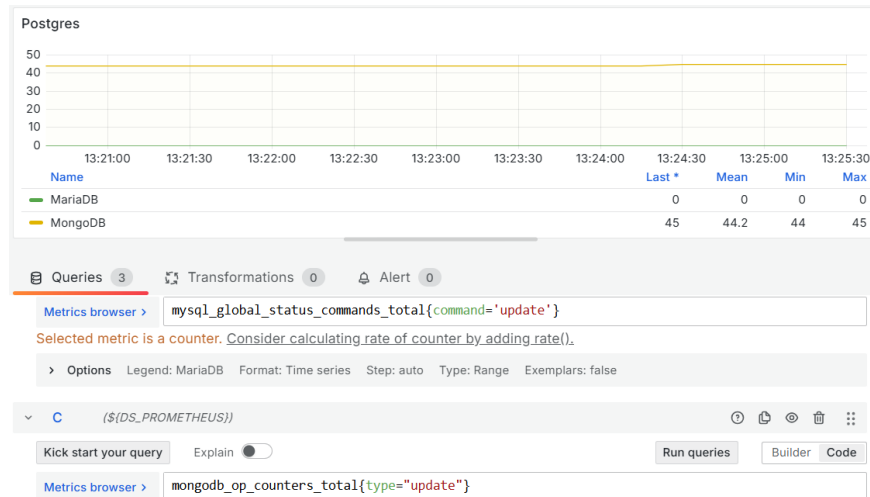 Postgres
50
40
30
20
10
0
13:21:00 13:21:30 13:22:00 13:22:30 13:23:00 13:23:30 13:24:00 13:24:30 13:25:00 13:25:30
Name Last * Mean Min Max
MariaDB 0 0 0 0
MongoDB 45 44.2 44 45
Queries 3 Transformations 0 Alert 0
Metrics browser > mysql_global_status_commands_total{command='update'}
Selected metric is a counter. Consider calculating rate of counter by adding rate().
> Options Legend: MariaDB Format: Time series Step: auto Type: Range Exemplars: false
C (${DS_PROMETHEUS})
Kick start your query Explain Run queries Builder Code
Metrics browser > mongodb_op_counters_total{type="update"}